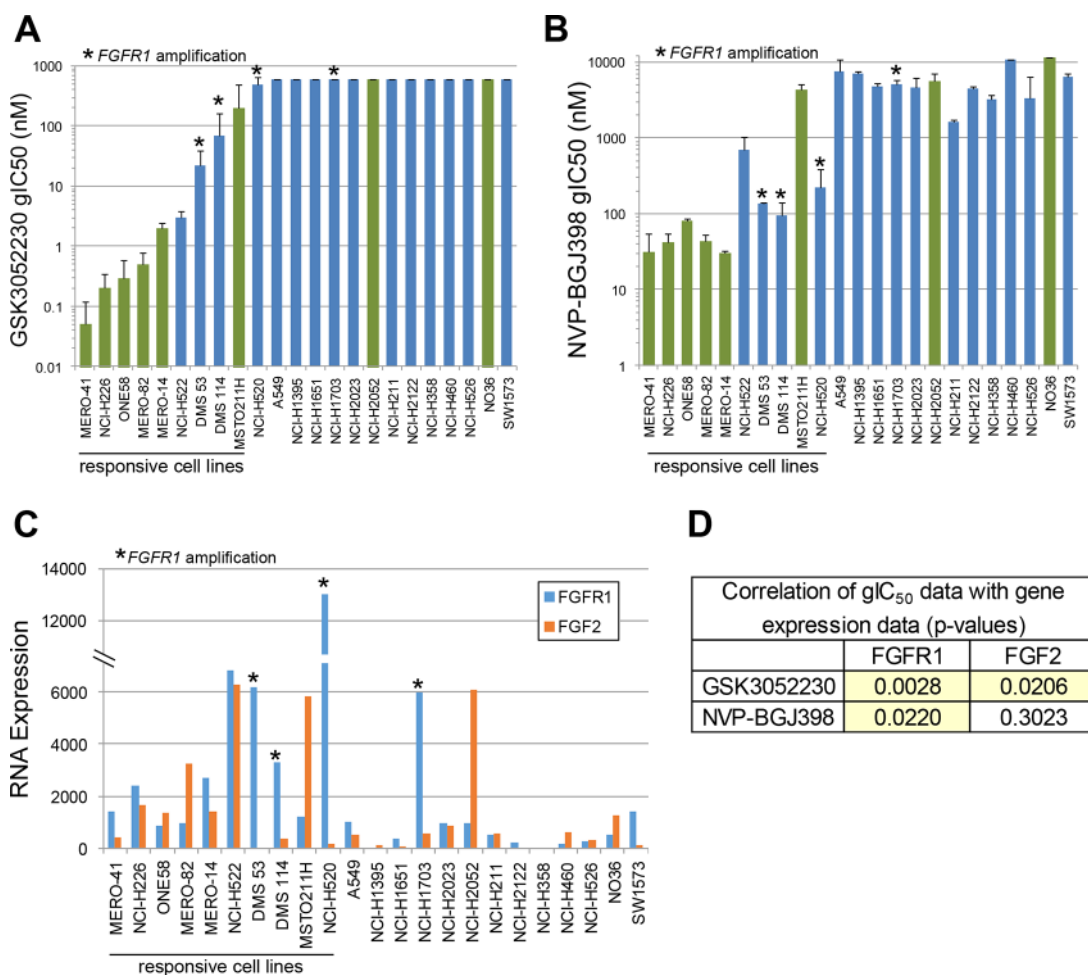 A
* FGFR1 amplification
GSK3052230 gIC50 (nM)
1000
100
10
1
0.1
0.01
MERO-41
NCI-H226
ONE58
MERO-82
MERO-14
NCI-H522
DMS 53
DMS 114
MSTO211H
NCI-H520
A549
NCI-H1395
NCI-H1651
NCI-H1703
NCI-H2023
NCI-H2052
NCI-H211
NCI-H2122
NCI-H358
NCI-H460
NCI-H526
NO36
SW1573
responsive cell lines
B
* FGFR1 amplification
NVP-BGJ398 gIC50 (nM)
10000
1000
100
10
1
MERO-41
NCI-H226
ONE58
MERO-82
MERO-14
NCI-H522
DMS 53
DMS 114
MSTO211H
NCI-H520
A549
NCI-H1395
NCI-H1651
NCI-H1703
NCI-H2023
NCI-H2052
NCI-H211
NCI-H2122
NCI-H358
NCI-H460
NCI-H526
NO36
SW1573
responsive cell lines
C
* FGFR1 amplification
RNA Expression
14000
12000
6000
4000
2000
0
FGFR1
FGF2
MERO-41
NCI-H226
ONE58
MERO-82
MERO-14
NCI-H522
DMS 53
DMS 114
MSTO211H
NCI-H520
A549
NCI-H1395
NCI-H1651
NCI-H1703
NCI-H2023
NCI-H2052
NCI-H211
NCI-H2122
NCI-H358
NCI-H460
NCI-H526
NO36
SW1573
responsive cell lines
D
Correlation of gIC50 data with gene
expression data (p-values)
FGFR1 FGF2
GSK3052230 0.0028 0.0206
NVP-BGJ398 0.0220 0.3023